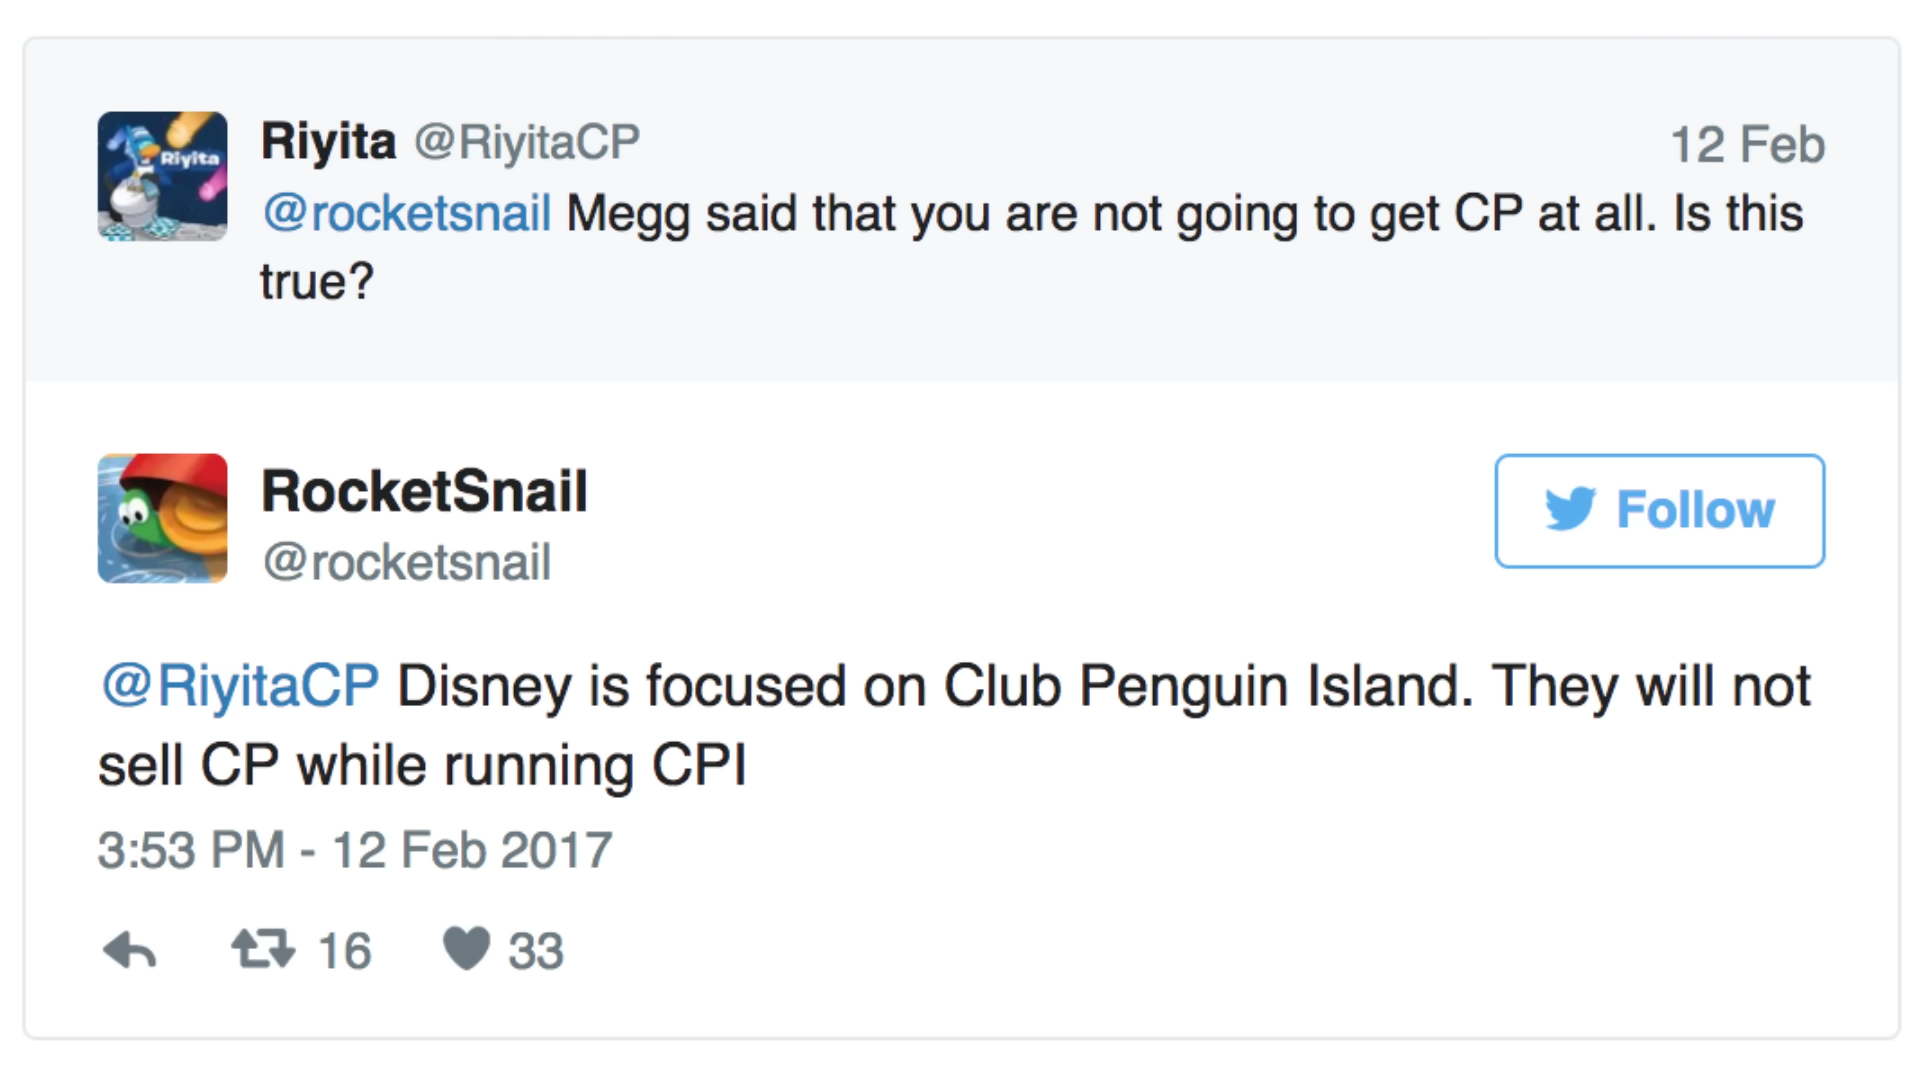 Riyita
Riyita @RiyitaCP
12 Feb
@rocketsnail Megg said that you are not going to get CP at all. Is this
true?
RocketSnail
@rocketsnail
Follow
@RiyitaCP Disney is focused on Club Penguin Island. They will not
sell CP while running CPI
3:53 PM - 12 Feb 2017
16
33